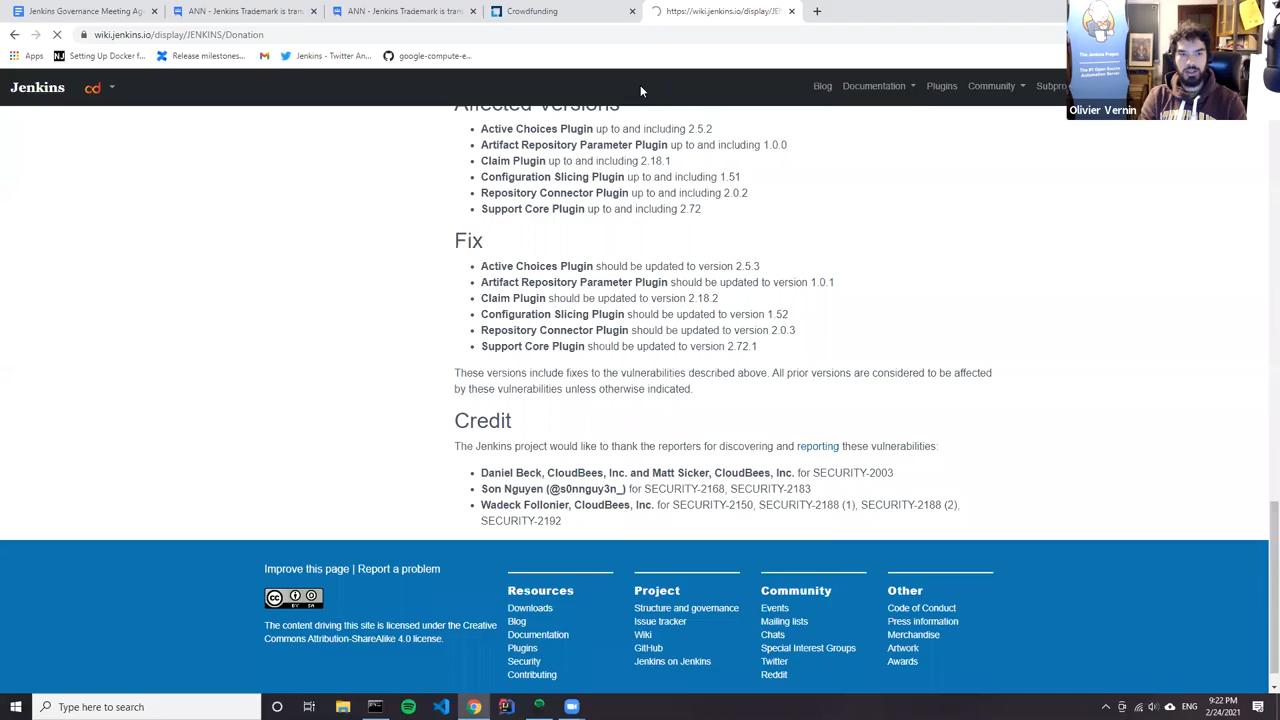 Jenkins Governance Meeting Age
ANN - Jenkins Trademark is trans
ANN - Jenkins Trademark is trans
Crowdfunding
https://wiki.jenkins.io/display/JE
wiki.jenkins.io/display/JENKINS/Donation
Apps
Setting Up Docker f...
Release milestones...
Jenkins - Twitter An...
google-compute-e...
Jenkins
cd
Blog
Documentation
Plugins
Community
Subpro
The Jenkins Project
The #1 Open Source
Automation Server
Olivier Vernin
Affected Versions
Active Choices Plugin up to and including 2.5.2
Artifact Repository Parameter Plugin up to and including 1.0.0
Claim Plugin up to and including 2.18.1
Configuration Slicing Plugin up to and including 1.51
Repository Connector Plugin up to and including 2.0.2
Support Core Plugin up to and including 2.72
Fix
Active Choices Plugin should be updated to version 2.5.3
Artifact Repository Parameter Plugin should be updated to version 1.0.1
Claim Plugin should be updated to version 2.18.2
Configuration Slicing Plugin should be updated to version 1.52
Repository Connector Plugin should be updated to version 2.0.3
Support Core Plugin should be updated to version 2.72.1
These versions include fixes to the vulnerabilities described above. All prior versions are considered to be affected
by these vulnerabilities unless otherwise indicated.
Credit
The Jenkins project would like to thank the reporters for discovering and reporting these vulnerabilities:
Daniel Beck, CloudBees, Inc. and Matt Sicker, CloudBees, Inc. for SECURITY-2003
Son Nguyen (@s0nnguy3n_) for SECURITY-2168, SECURITY-2183
Wadeck Follonier, CloudBees, Inc. for SECURITY-2150, SECURITY-2188 (1), SECURITY-2188 (2),
SECURITY-2192
Improve this page | Report a problem
The content driving this site is licensed under the Creative
Commons Attribution-ShareAlike 4.0 license.
Resources
Downloads
Blog
Documentation
Plugins
Security
Contributing
Project
Structure and governance
Issue tracker
Wiki
GitHub
Jenkins on Jenkins
Community
Events
Mailing lists
Chats
Special Interest Groups
Twitter
Reddit
Other
Code of Conduct
Press information
Merchandise
Artwork
Awards
Type here to search
ENG
9:22 PM
2/24/2021